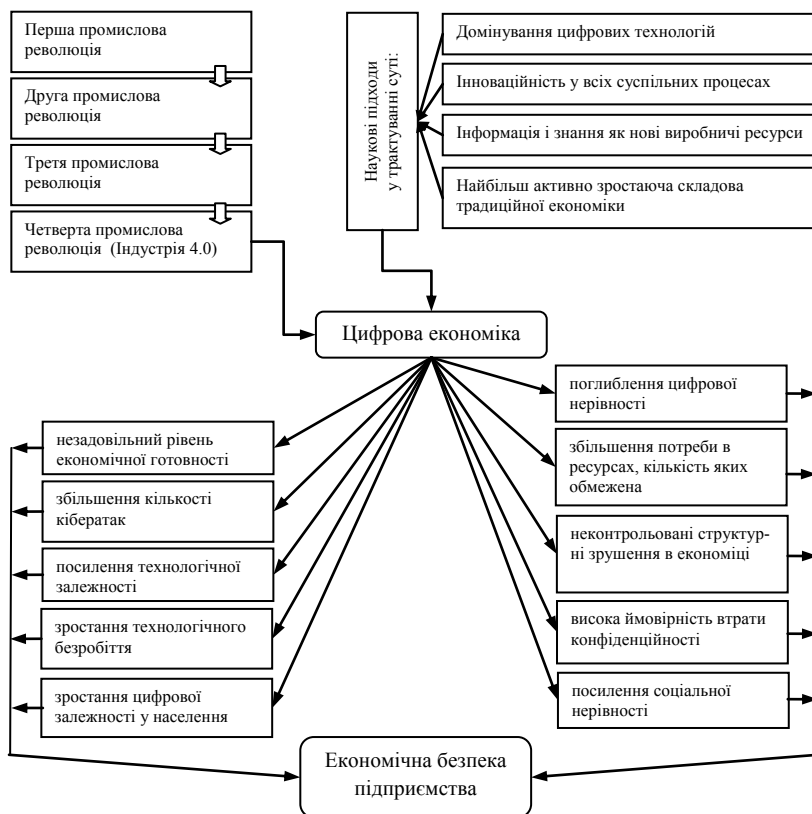 Перша промислова
революція
Друга промислова
революція
Третя промислова
революція
Четверта промислова
революція (Індустрія 4.0)
Наукові підходи
у трактуванні суті:
Домінування цифрових технологій
Інноваційність у всіх суспільних процесах
Інформація і знання як нові виробничі ресурси
Найбільш активно зростаюча складова
традиційної економіки
Цифрова економіка
незадовільний рівень
економічної готовності
збільшення кількості
кібератак
посилення технологічної
залежності
зростання технологічного
безробіття
зростання цифрової
залежності у населення
поглиблення цифрової
нерівності
збільшення потреби в
ресурсах, кількість яких
обмежена
неконтрольовані структур-
ні зрушення в економіці
висока ймовірність втрати
конфіденційності
посилення соціальної
нерівності
Економічна безпека
підприємства